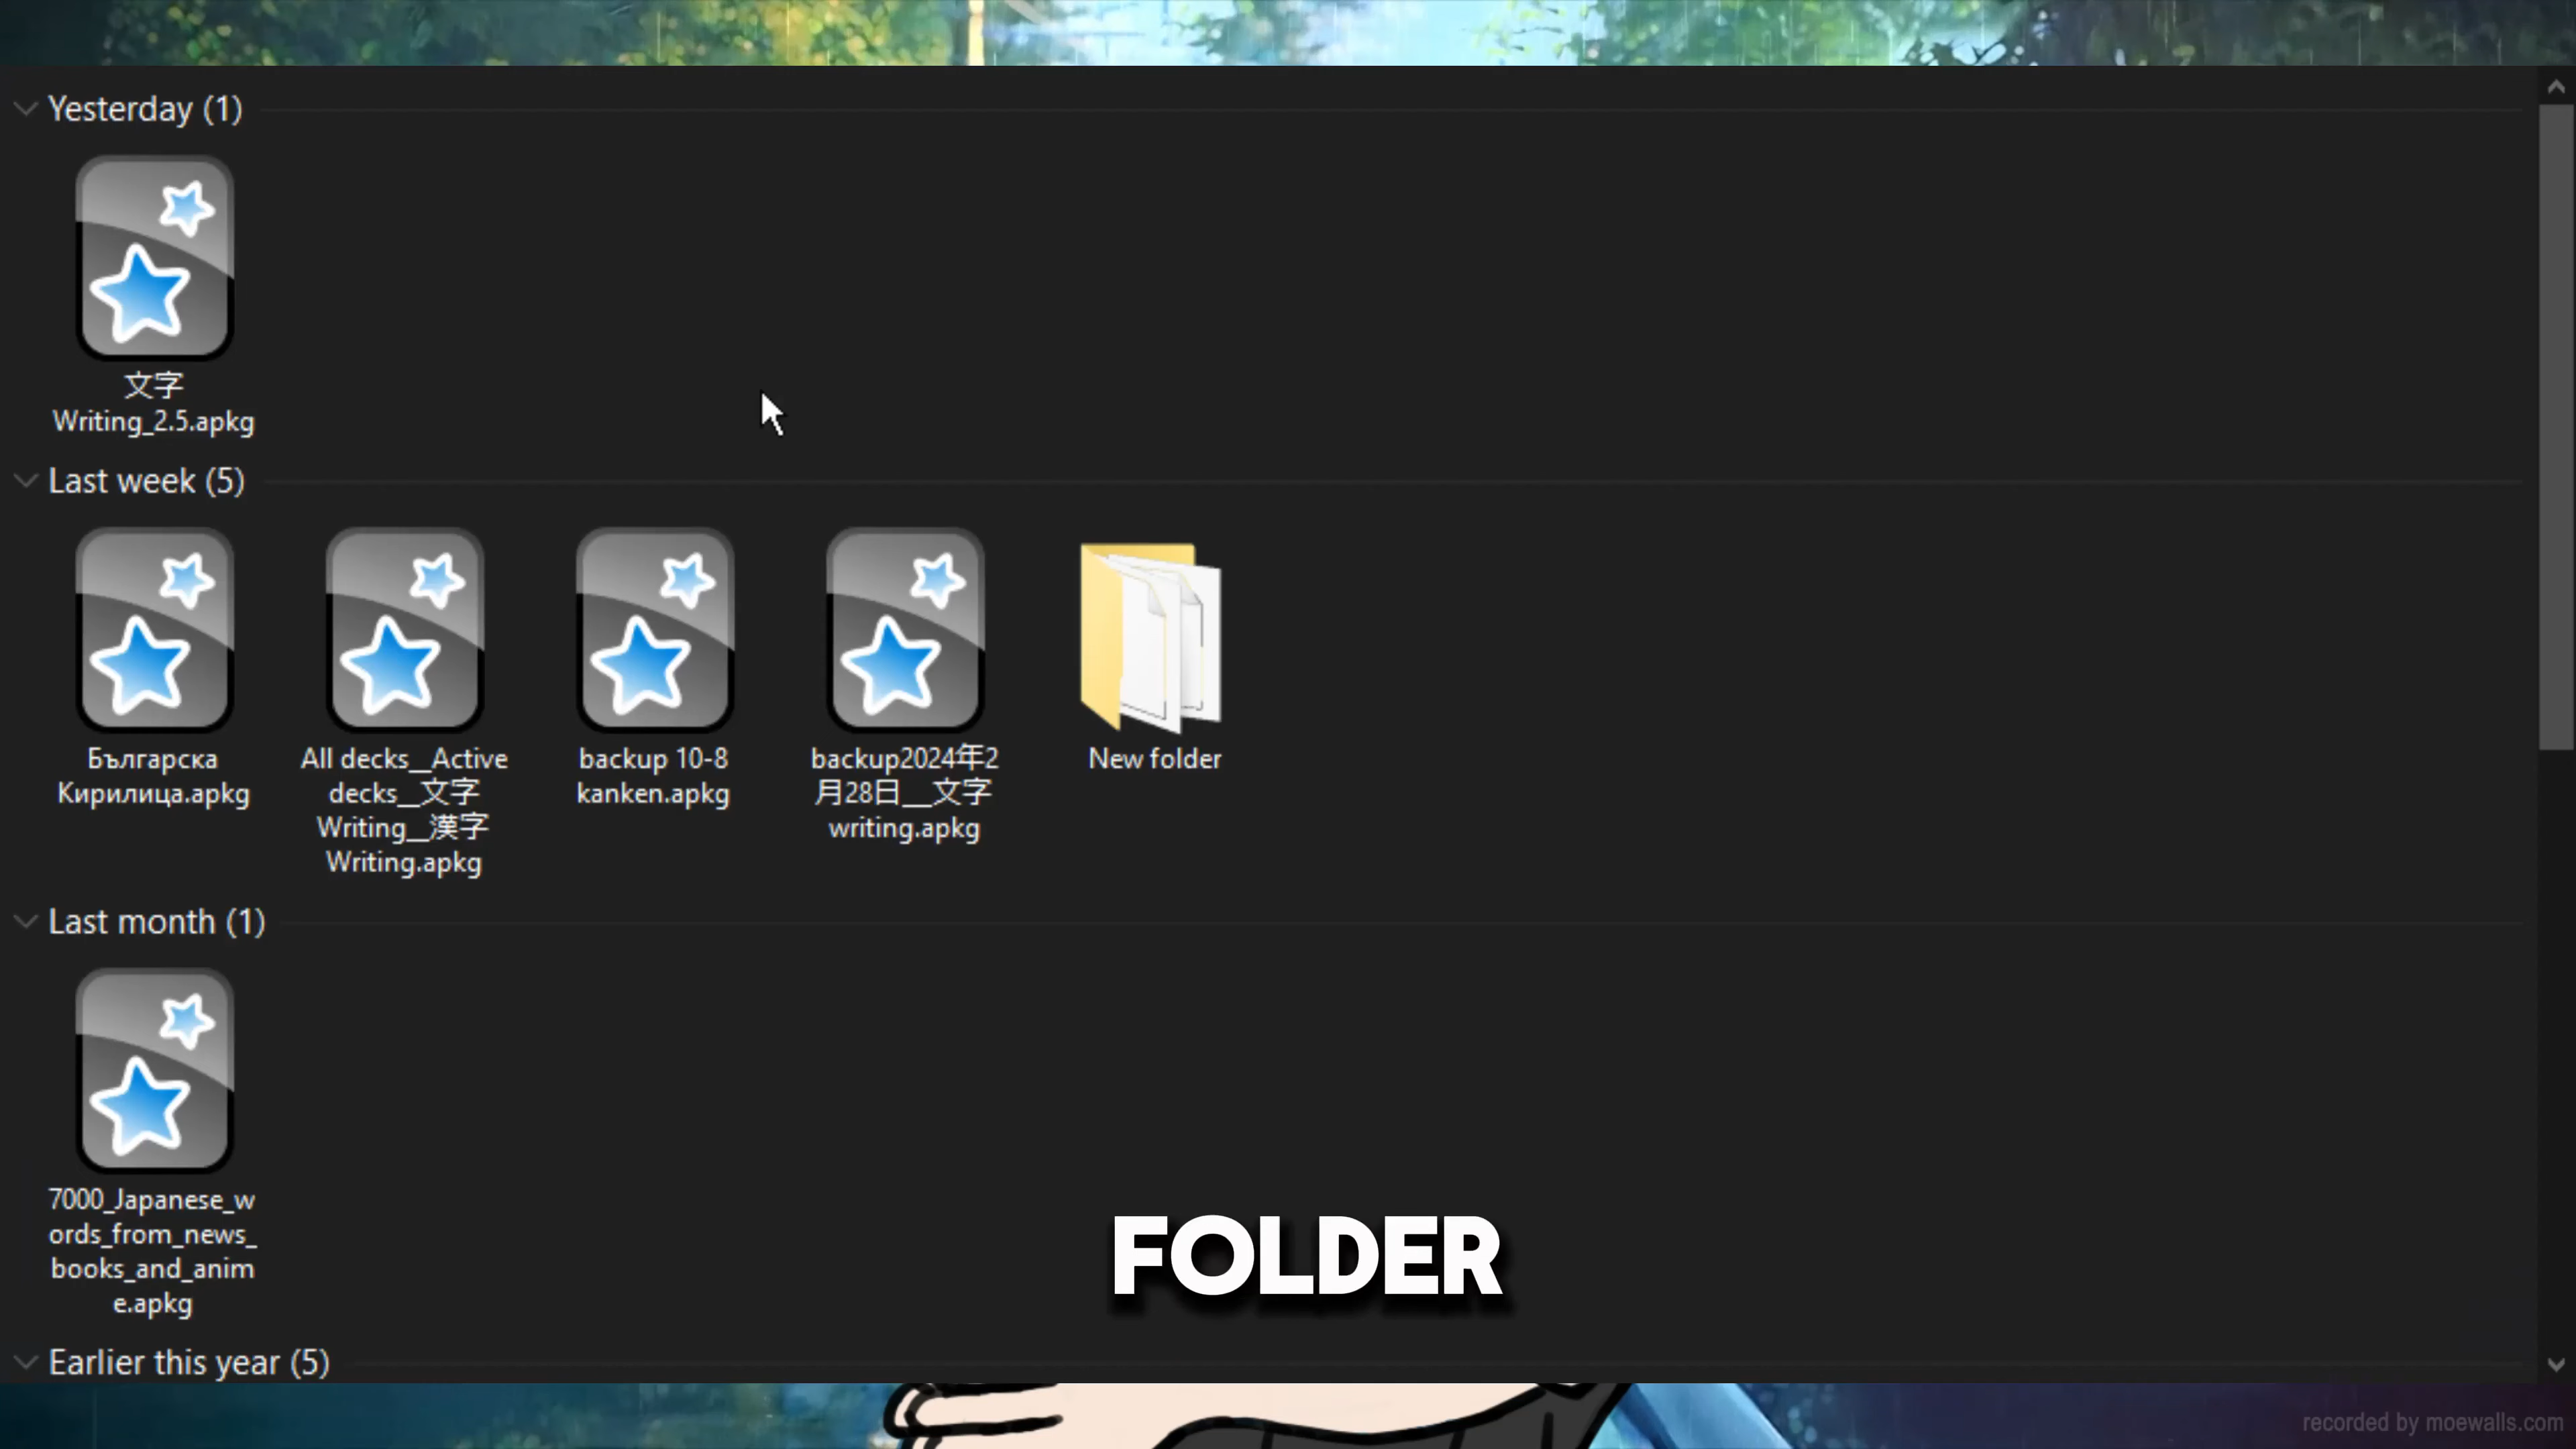 Yesterday (1)
文字
Writing_2.5.apkg
Last week (5)
Българска
Кирилица.apkg
All decks__Active
decks__文字
Writing__漢字
Writing.apkg
backup 10-8
kanken.apkg
backup2024年2
月28日__文字
writing.apkg
New folder
Last month (1)
7000_Japanese_w
ords_from_news_
books_and_anim
e.apkg
FOLDER
Earlier this year (5)
recorded by moewalls.com